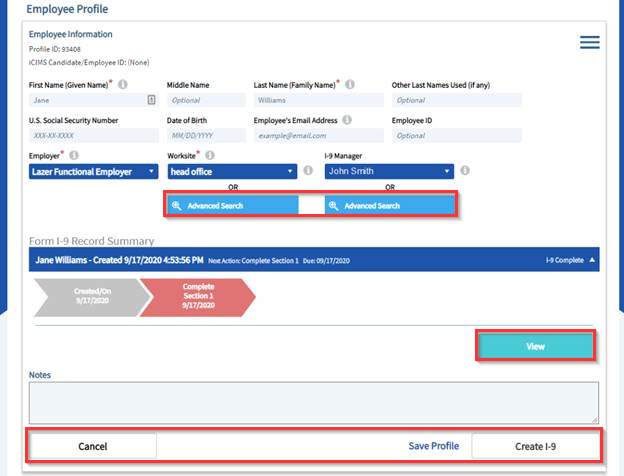 Employee Profile
Employee Information
Profile ID: 93408
iCIMS Candidate/Employee ID: (None)
First Name (Given Name)* Middle Name Last Name (Family Name)* Other Last Names Used (if any)
Jane Optional Williams Optional
U.S. Social Security Number Date of Birth Employee's Email Address Employee ID
XXX-XX-XXXX MM/DD/YYYY example@email.com Optional
Employer* Worksite* I-9 Manager
Lazer Functional Employer head office John Smith
OR OR
Advanced Search Advanced Search
Form I-9 Record Summary
Jane Williams - Created 9/17/2020 4:53:56 PM Next Action: Complete Section 1 Due: 09/17/2020 I-9 Complete
Created/On
9/17/2020
Complete
Section 1
9/17/2020
View
Notes
Cancel Save Profile Create I-9